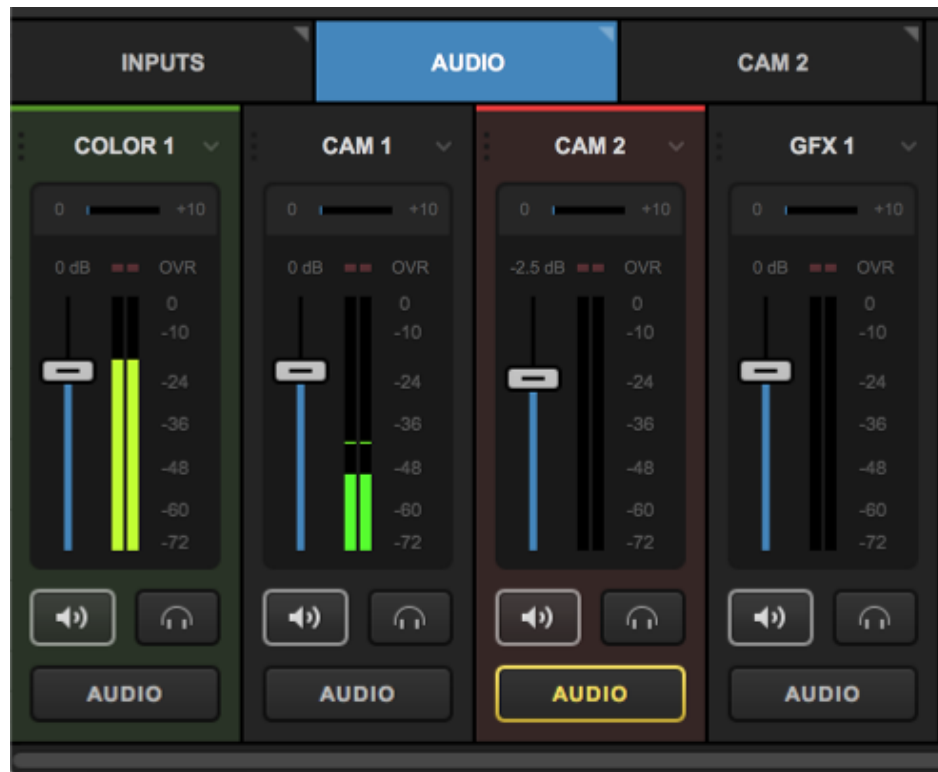 INPUTS AUDIO CAM 2
COLOR 1 CAM 1 CAM 2 GFX 1
0 +10 0 +10 0 +10 0 +10
0 dB OVR 0 dB OVR -2.5 dB OVR 0 dB OVR
0 0 0 0
-10 -10 -10 -10
-24 -24 -24 -24
-36 -36 -36 -36
-48 -48 -48 -48
-60 -60 -60 -60
-72 -72 -72 -72
AUDIO AUDIO AUDIO AUDIO